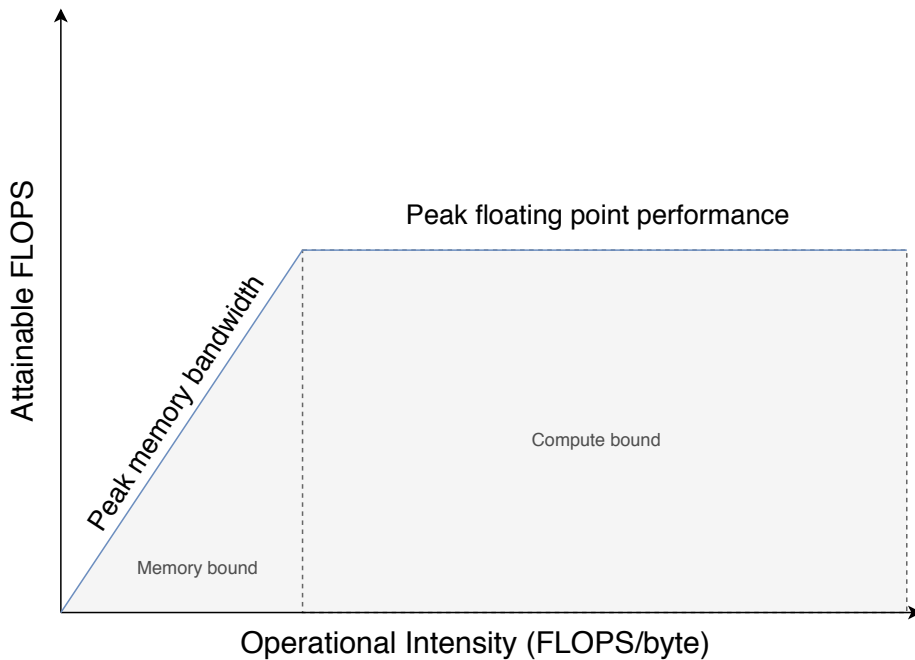 Peak floating point performance
Attainable FLOPS
Peak memory bandwidth
Compute bound
Memory bound
Operational Intensity (FLOPS/byte)